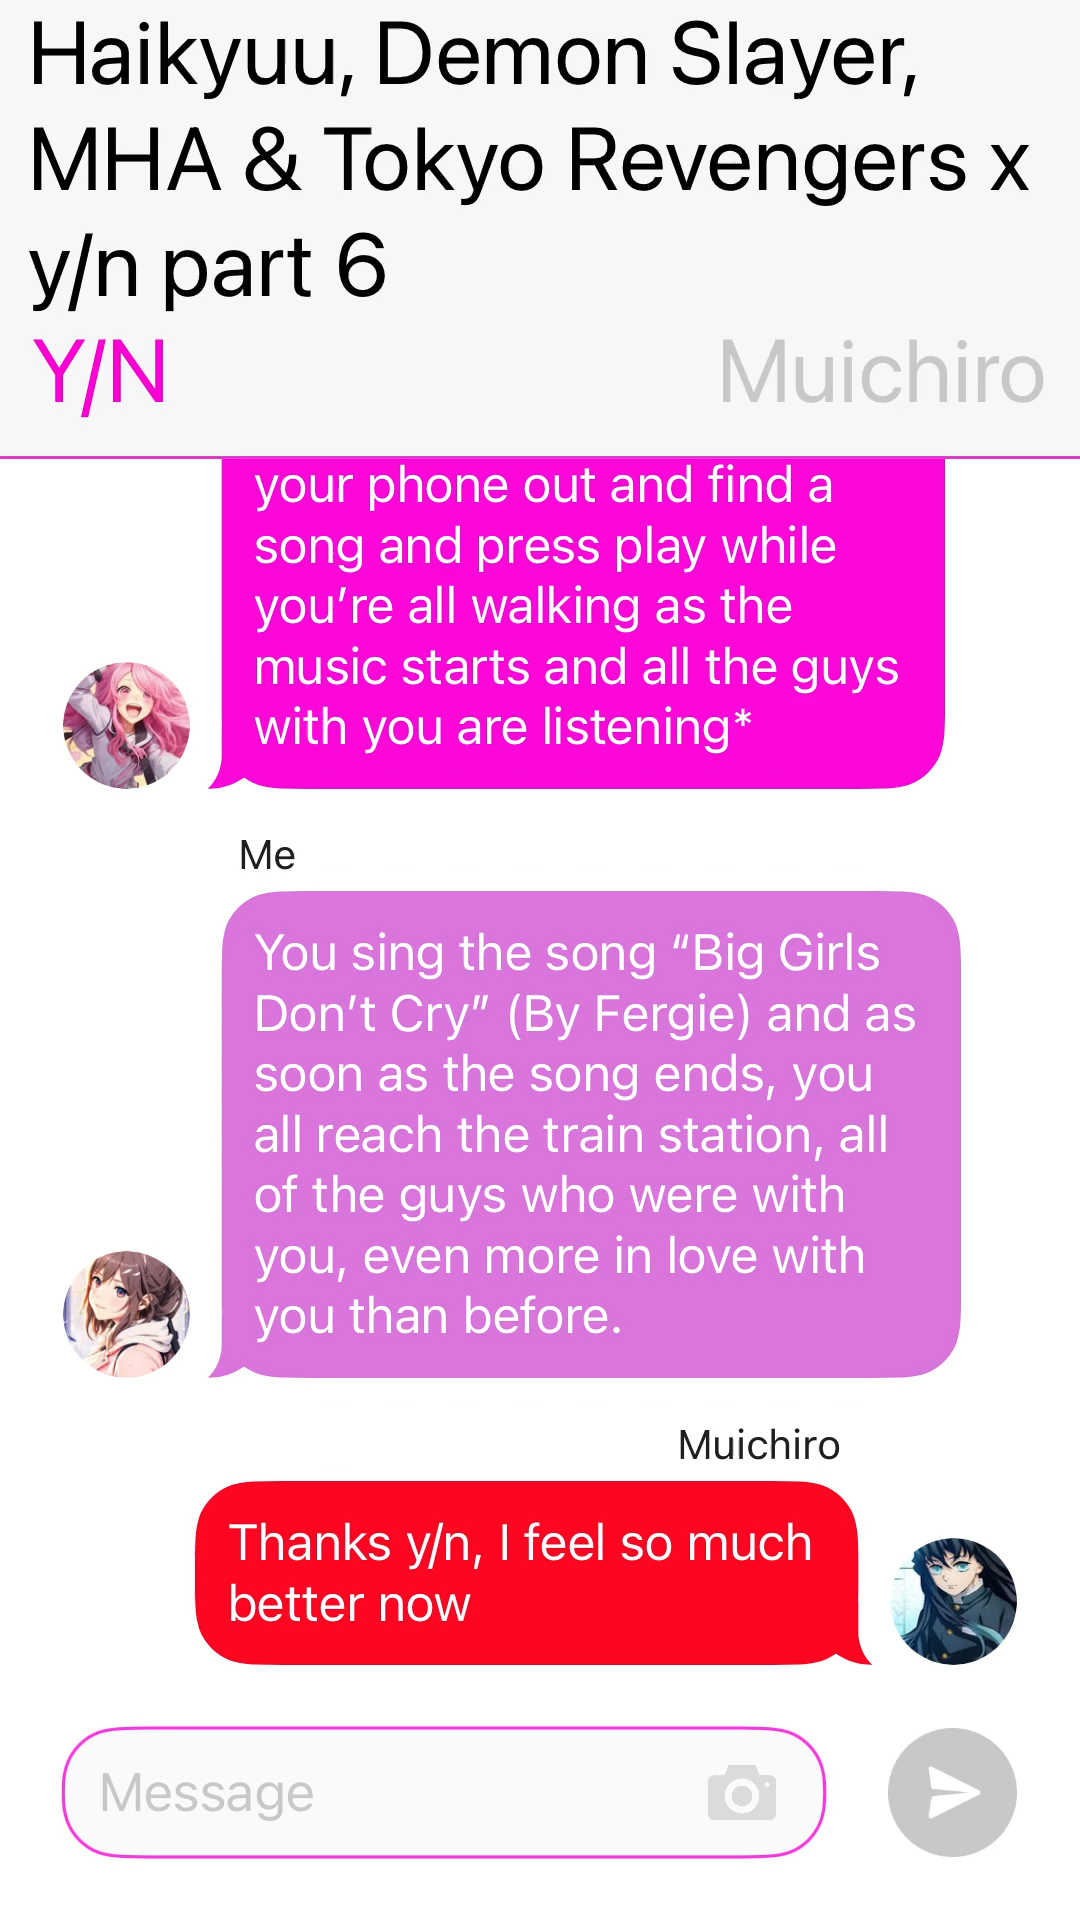 Haikyuu, Demon Slayer,
MHA & Tokyo Revengers x
y/n part 6
Y/N
Muichiro
your phone out and find a
song and press play while
you’re all walking as the
music starts and all the guys
with you are listening*
Me
You sing the song “Big Girls
Don’t Cry” (By Fergie) and as
soon as the song ends, you
all reach the train station, all
of the guys who were with
you, even more in love with
you than before.
Muichiro
Thanks y/n, I feel so much
better now
Message